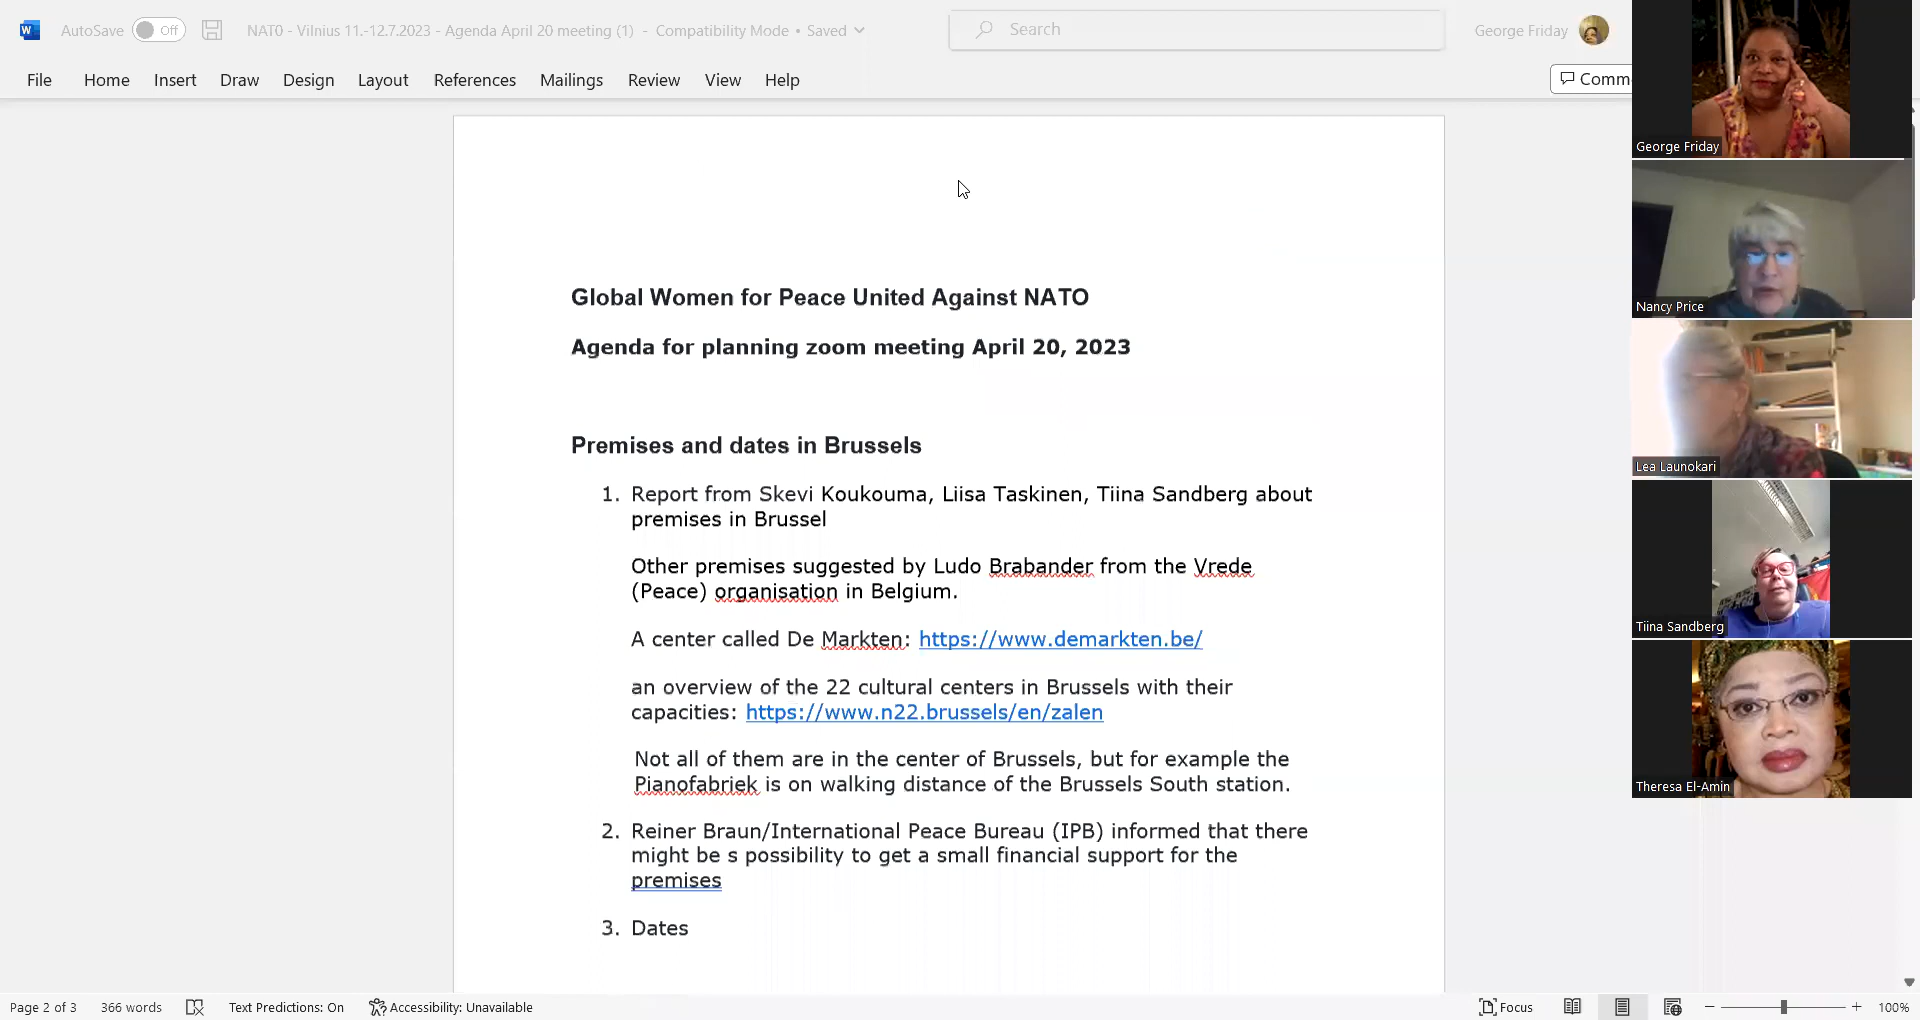 AutoSave Off NAT0 - Vilnius 11.-12.7.2023 - Agenda April 20 meeting (1) - Compatibility Mode • Saved Search George Friday
File Home Insert Draw Design Layout References Mailings Review View Help Comm
George Friday
Nancy Price
Lea Launokari
Tiina Sandberg
Theresa El-Amin
Global Women for Peace United Against NATO
Agenda for planning zoom meeting April 20, 2023
Premises and dates in Brussels
1. Report from Skevi Koukouma, Liisa Taskinen, Tiina Sandberg about
premises in Brussel
Other premises suggested by Ludo Brabander from the Vrede
(Peace) organisation in Belgium.
A center called De Markten: https://www.demarkten.be/
an overview of the 22 cultural centers in Brussels with their
capacities: https://www.n22.brussels/en/zalen
Not all of them are in the center of Brussels, but for example the
Pianofabriek is on walking distance of the Brussels South station.
2. Reiner Braun/International Peace Bureau (IPB) informed that there
might be s possibility to get a small financial support for the
premises
3. Dates
Page 2 of 3 366 words Text Predictions: On Accessibility: Unavailable Focus 100%